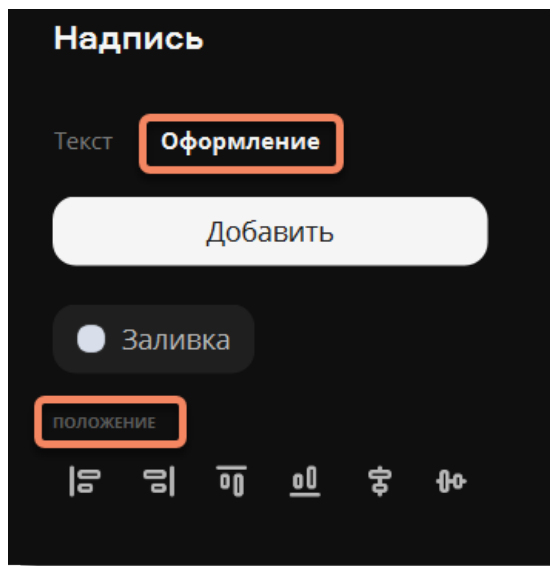 Надпись
Текст Оформление
Добавить
Заливка
ПОЛОЖЕНИЕ